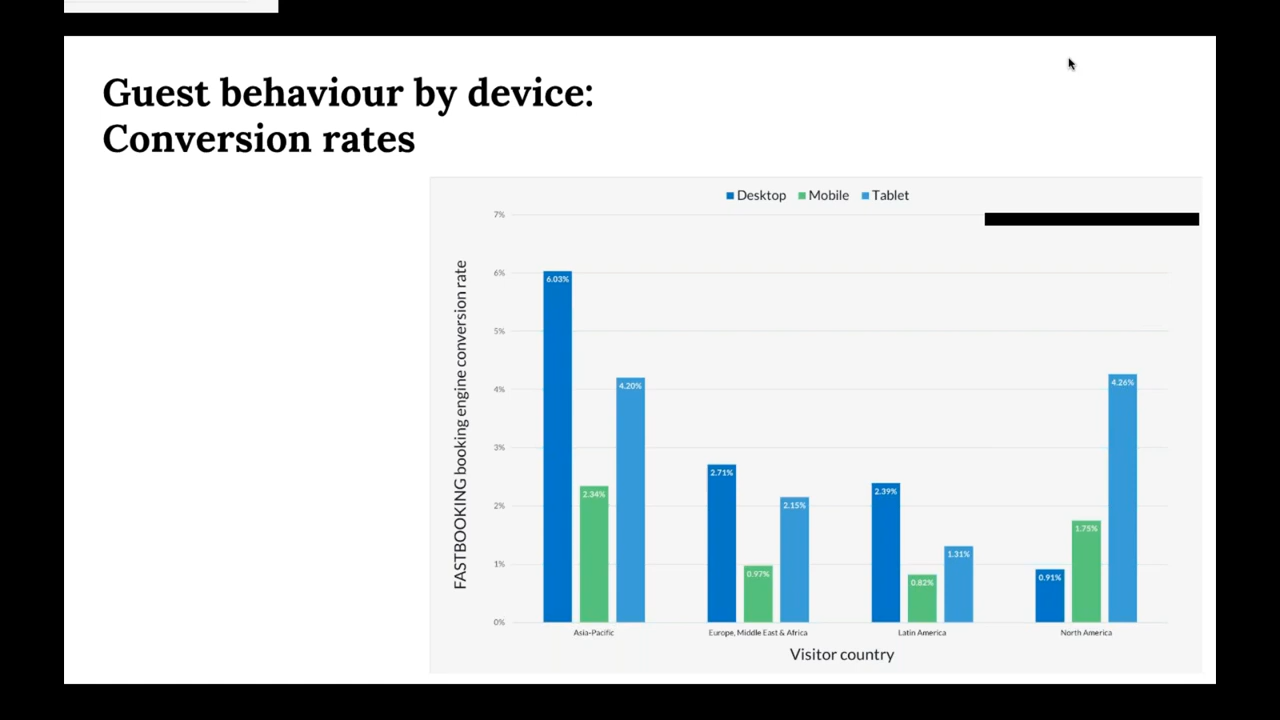 Guest behaviour by device:
Conversion rates
Desktop Mobile Tablet
FASTBOOKING booking engine conversion rate
7%
6%
5%
4%
3%
2%
1%
0%
6.03%
2.34%
4.20%
2.71%
0.97%
2.15%
2.39%
0.82%
1.31%
0.91%
1.75%
4.26%
Asia-Pacific
Europe, Middle East & Africa
Latin America
North America
Visitor country